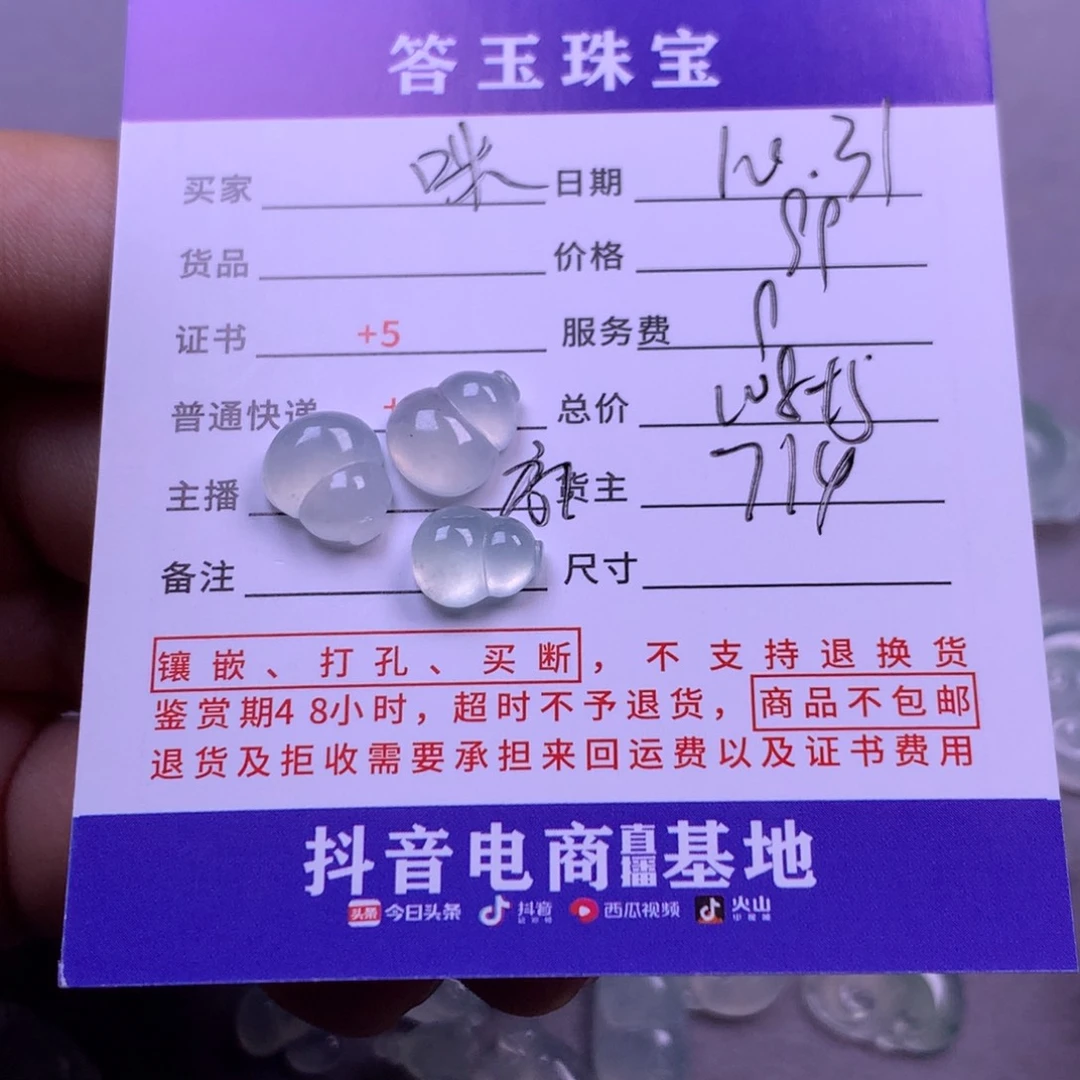 答玉珠宝
买家 咪 日期 10.31
货品 价格
证书 +5 服务费
普通快递 + 总价
主播 货主 714
备注 尺寸
镶嵌、打孔、买断，不支持退换货
鉴赏期48小时，超时不予退货，商品不包邮
退货及拒收需要承担来回运费以及证书费用
抖音电商直播基地
头条 今日头条 抖音 西瓜视频 火山